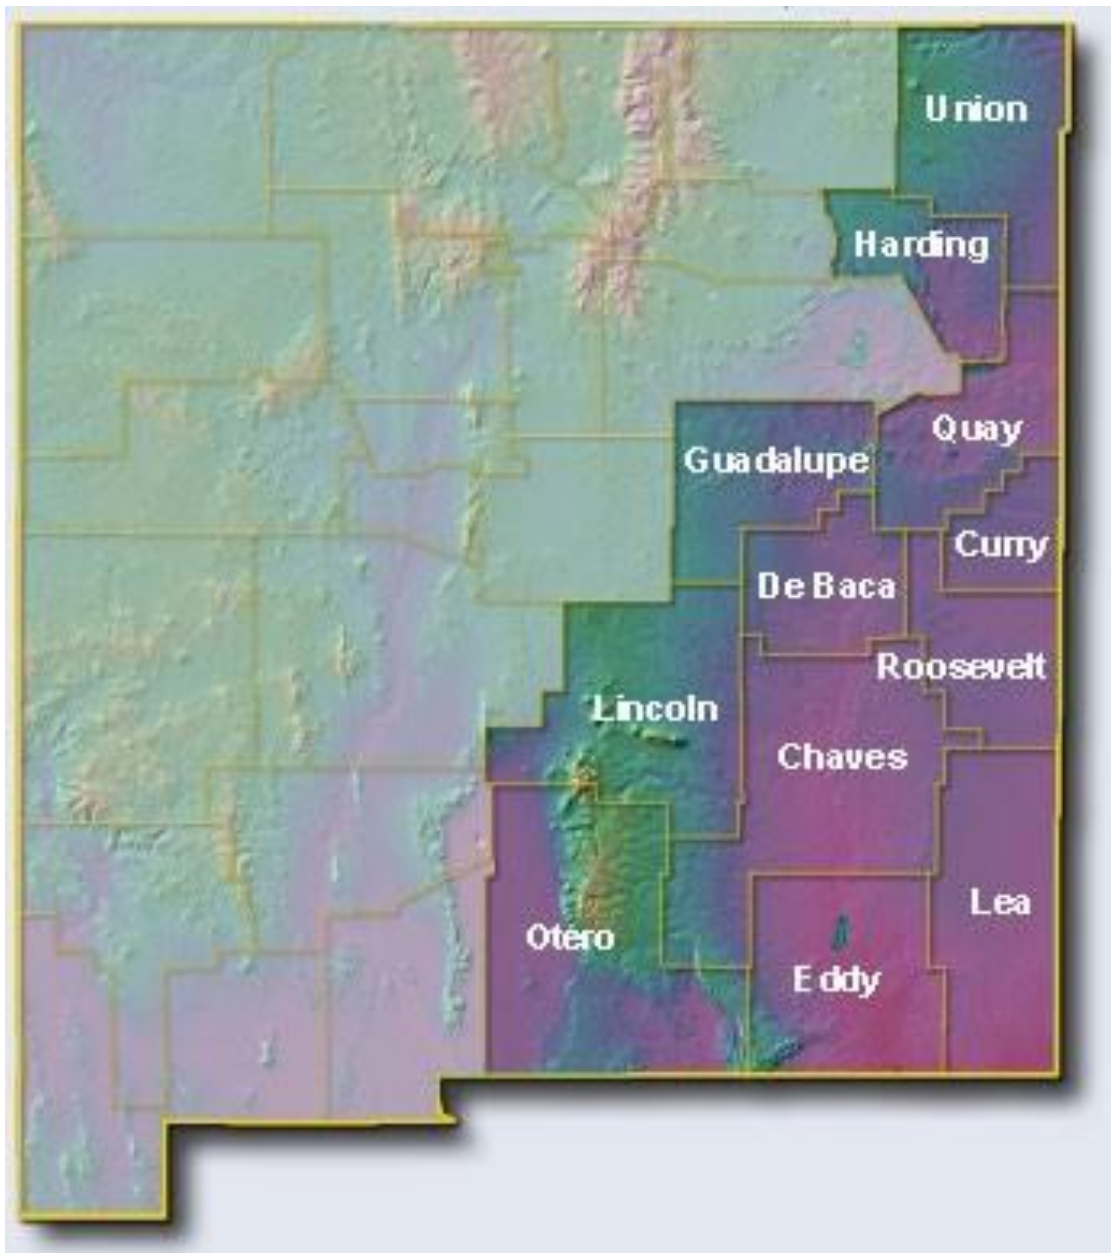 Union
Harding
Quay
Guadalupe
Curry
De Baca
Roosevelt
Lincoln
Chaves
Lea
Otero
Eddy